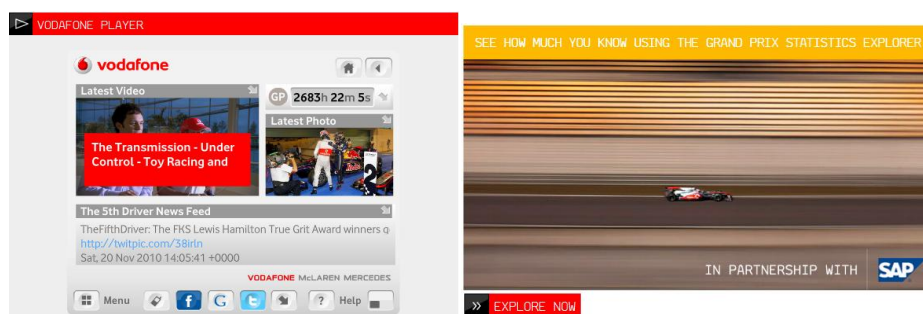 VODAFONE PLAYER
vodafone
Latest Video
GP 2683h 22m 5s
The Transmission - Under
Control - Toy Racing and
Latest Photo
2
The 5th Driver News Feed
TheFifthDriver: The FKS Lewis Hamilton True Grit Award winners
http://twitpic.com/38irln
Sat, 20 Nov 2010 14:05:41 +0000
VODAFONE McLAREN MERCEDES
Menu
f
G
t
? Help
SEE HOW MUCH YOU KNOW USING THE GRAND PRIX STATISTICS EXPLORER
IN PARTNERSHIP WITH SAP
EXPLORE NOW